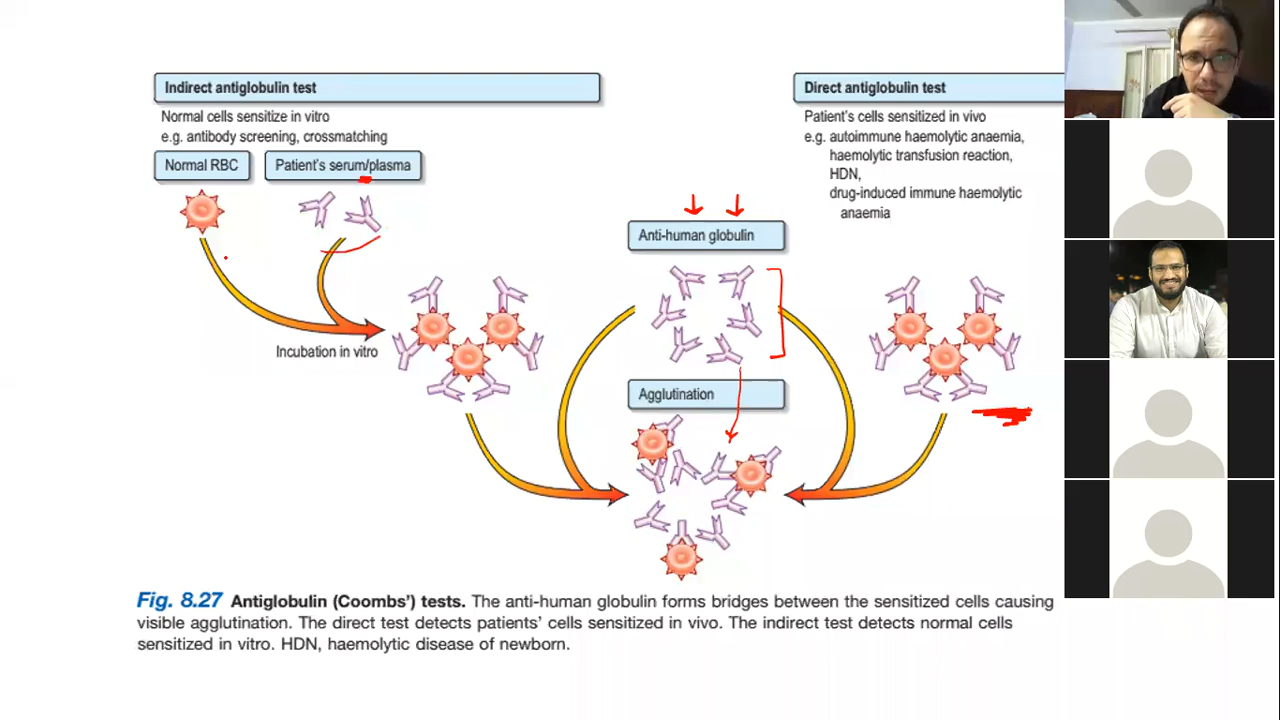 Indirect antiglobulin test
Normal cells sensitize in vitro
e.g. antibody screening, crossmatching
Normal RBC
Patient's serum/plasma
Incubation in vitro
Anti-human globulin
Agglutination
Direct antiglobulin test
Patient's cells sensitized in vivo
e.g. autoimmune haemolytic anaemia,
haemolytic transfusion reaction,
HDN,
drug-induced immune haemolytic
anaemia
Fig. 8.27 Antiglobulin (Coombs') tests. The anti-human globulin forms bridges between the sensitized cells causing
visible agglutination. The direct test detects patients' cells sensitized in vivo. The indirect test detects normal cells
sensitized in vitro. HDN, haemolytic disease of newborn.